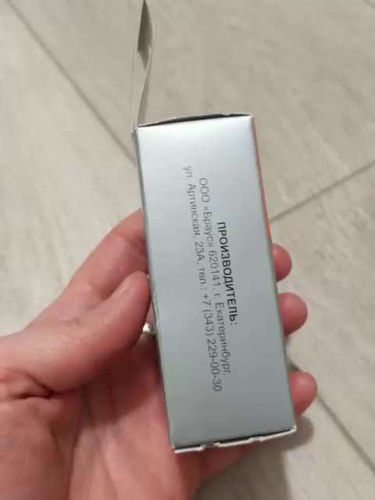 ПРОИЗВОДИТЕЛЬ:
ООО «Браус» 620141, г. Екатеринбург,
ул. Артинская, 23А, тел.: +7 (343) 229-00-30